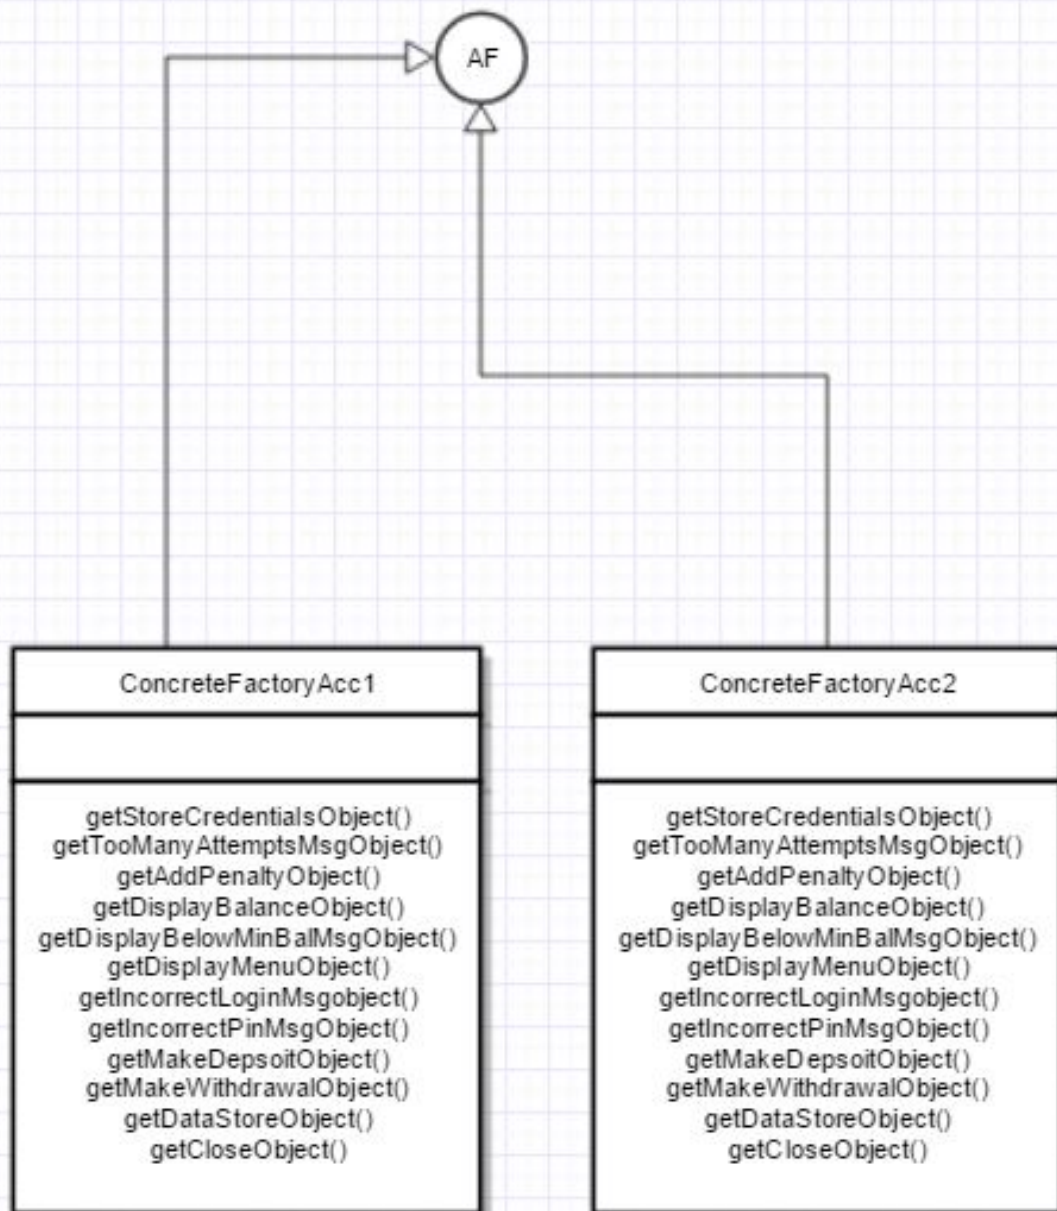 AF
ConcreteFactoryAcc1
getStoreCredentialsObject()
getTooManyAttemptsMsgObject()
getAddPenaltyObject()
getDisplayBalanceObject()
getDisplayBelowMinBalMsgObject()
getDisplayMenuObject()
getIncorrectLoginMsgobject()
getIncorrectPinMsgObject()
getMakeDepsoitObject()
getMakeWithdrawalObject()
getDataStoreObject()
getCloseObject()
ConcreteFactoryAcc2
getStoreCredentialsObject()
getTooManyAttemptsMsgObject()
getAddPenaltyObject()
getDisplayBalanceObject()
getDisplayBelowMinBalMsgObject()
getDisplayMenuObject()
getIncorrectLoginMsgobject()
getIncorrectPinMsgObject()
getMakeDepsoitObject()
getMakeWithdrawalObject()
getDataStoreObject()
getCloseObject()